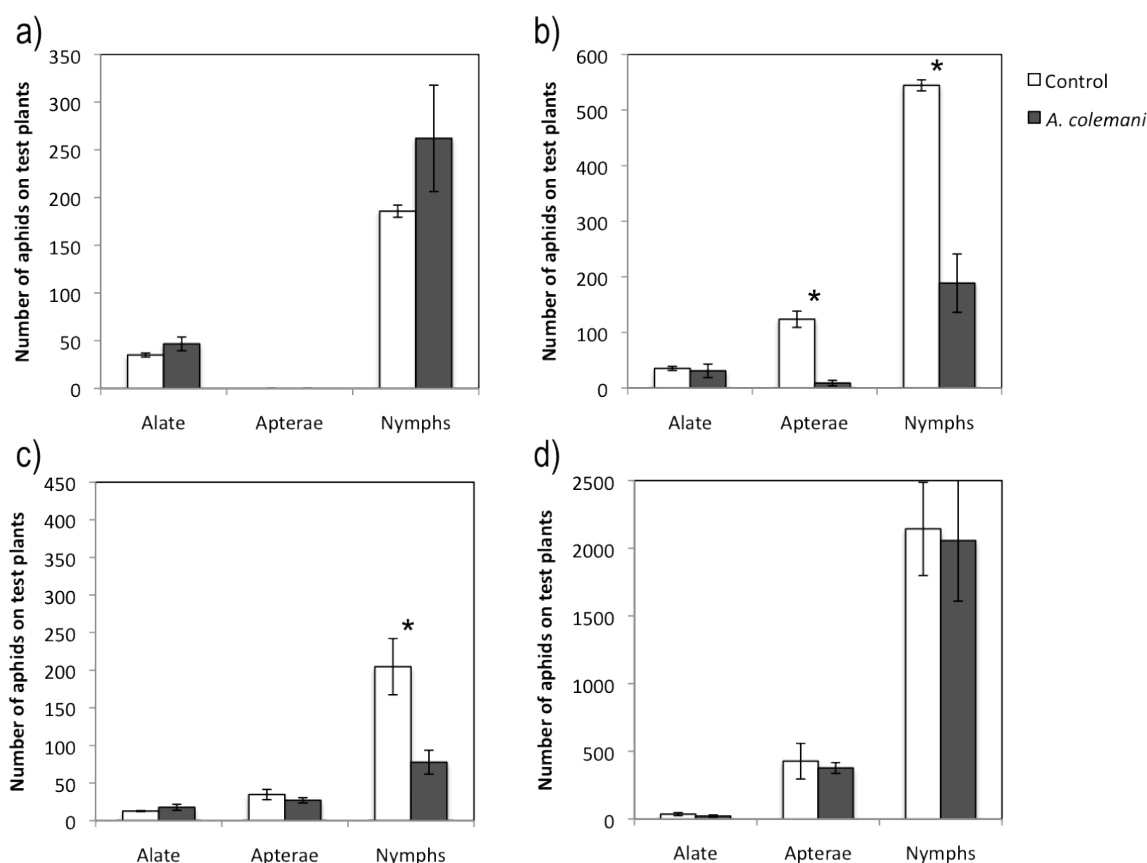 a)
Number of aphids on test plants
350
300
250
200
150
100
50
0
Alate Apterae Nymphs
b)
Number of aphids on test plants
600
500
400
300
200
100
0
*
*
Alate Apterae Nymphs
Control
A. colemani
c)
Number of aphids on test plants
450
400
350
300
250
200
150
100
50
0
*
Alate Apterae Nymphs
d)
Number of aphids on test plants
2500
2000
1500
1000
500
0
Alate Apterae Nymphs